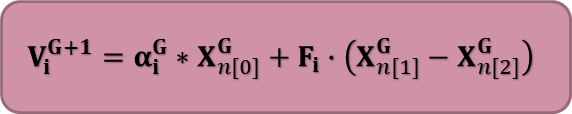 V_i^{G+1} = α_i^G ∗ X_{n[0]}^G + F_i · (X_{n[1]}^G − X_{n[2]}^G)